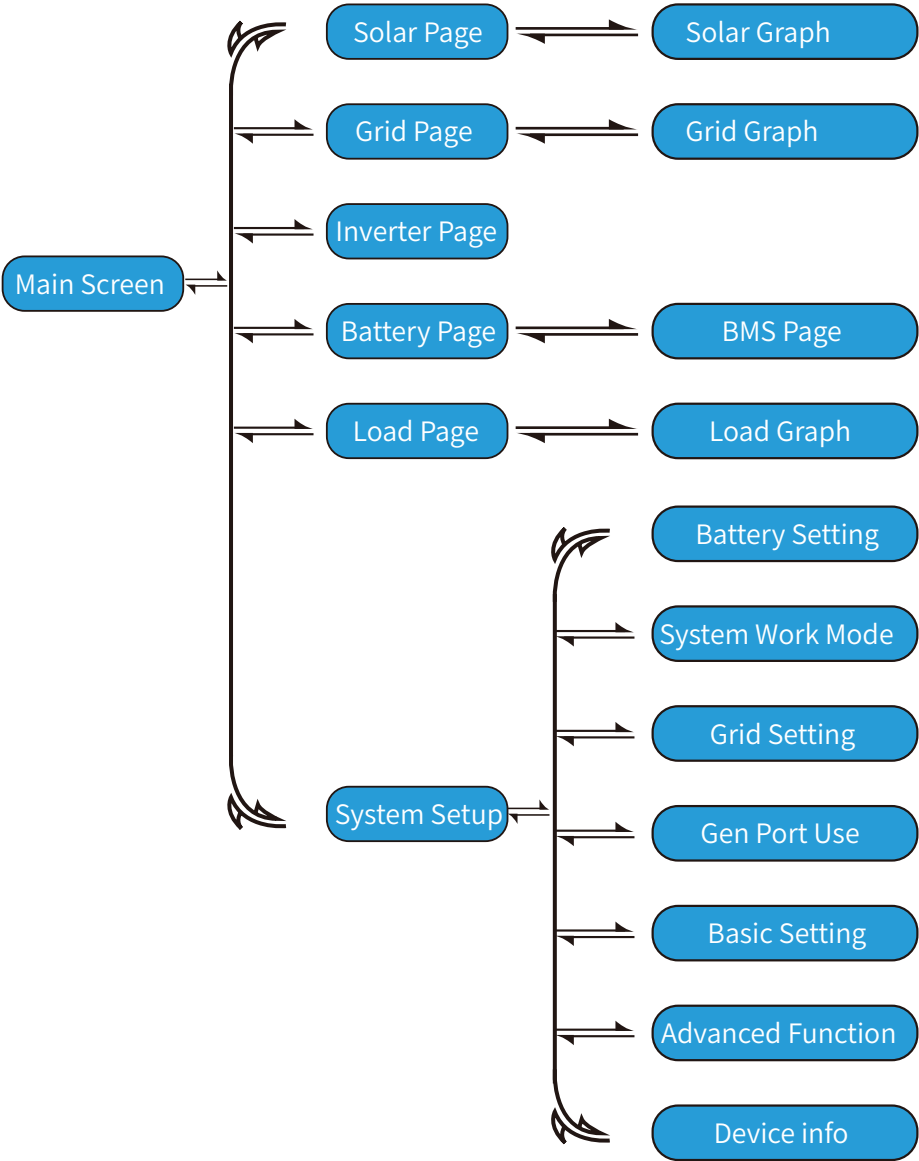 Solar Page
Solar Graph
Grid Page
Grid Graph
Inverter Page
Main Screen
Battery Page
BMS Page
Load Page
Load Graph
Battery Setting
System Work Mode
Grid Setting
System Setup
Gen Port Use
Basic Setting
Advanced Function
Device info